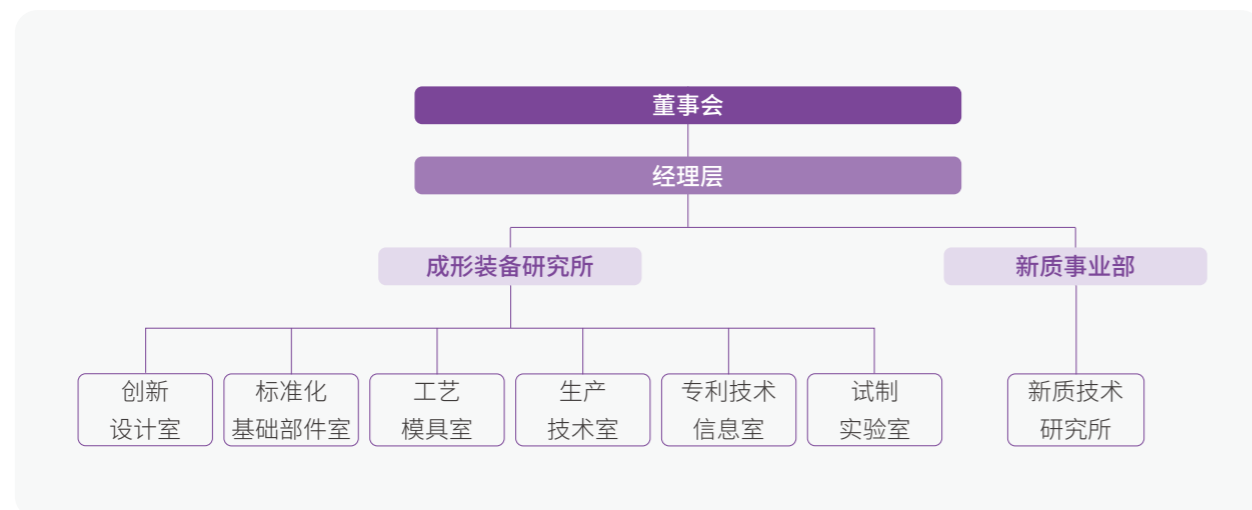 董事会
经理层
成形装备研究所
新质事业部
创新
设计室
标准化
基础部件室
工艺
模具室
生产
技术室
专利技术
信息室
试制
实验室
新质技术
研究所